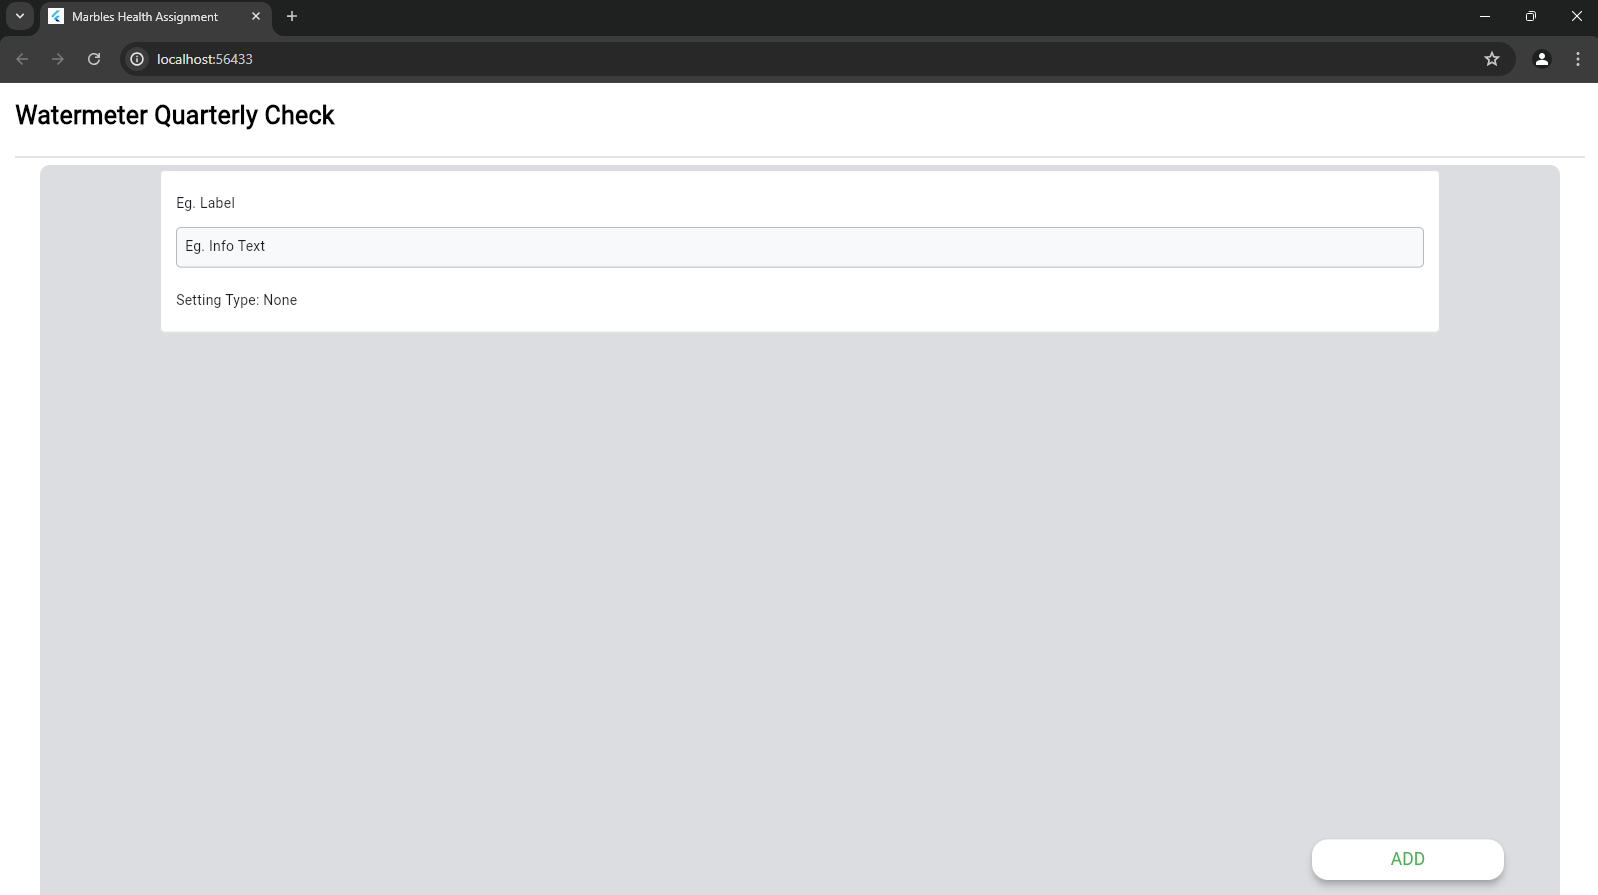 Marbles Health Assignment
localhost:56433
Watermeter Quarterly Check
Eg. Label
Eg. Info Text
Setting Type: None
ADD